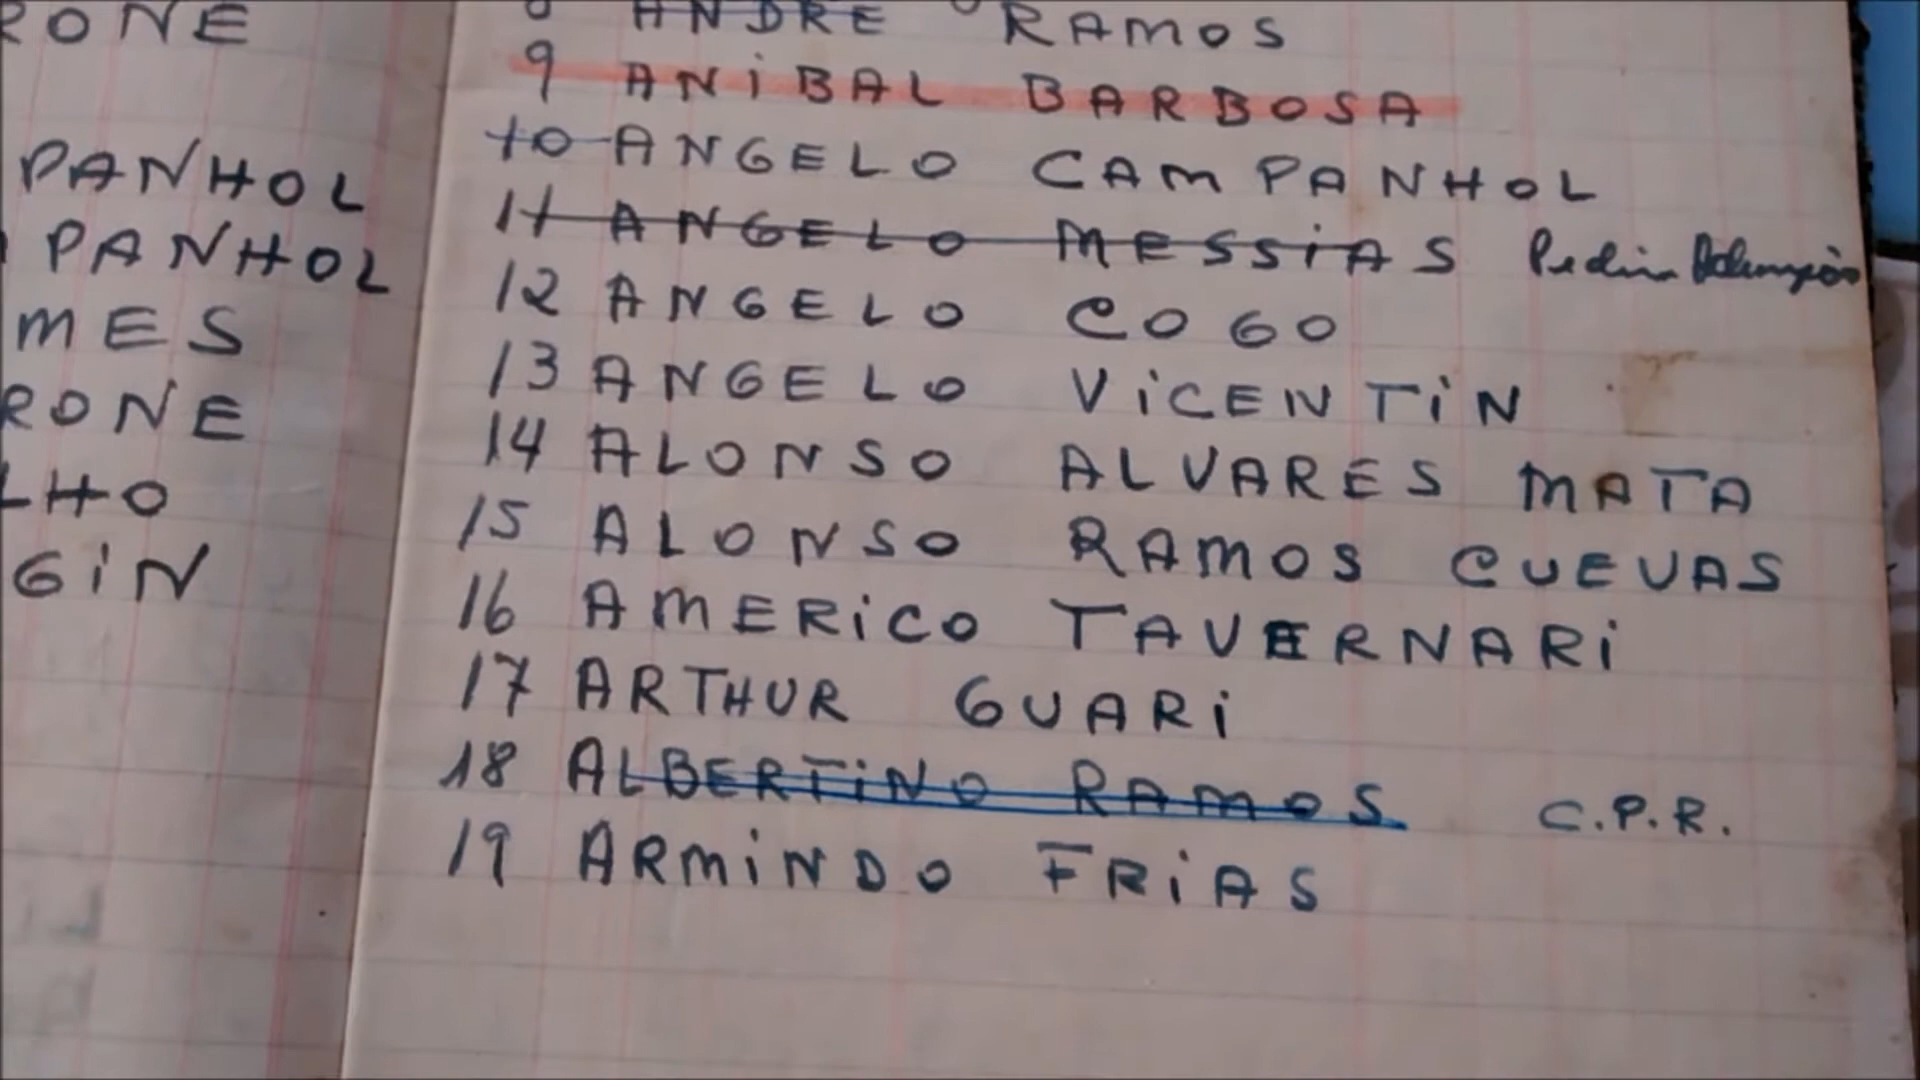 RONE
PANHOL
PANHOL
MES
RONE
LHO
GIN
8 ANDRE RAMOS
9 ANIBAL BARBOSA
10 ANGELO CAMPANHOL
11 ANGELO MESSIAS
12 ANGELO COGO
13 ANGELO VICENTIN
14 ALONSO ALVARES MATA
15 ALONSO RAMOS CUEVAS
16 AMERICO TAVERNARI
17 ARTHUR GUARI
18 ALBERTINO RAMOS C.P.R.
19 ARMINDO FRIAS